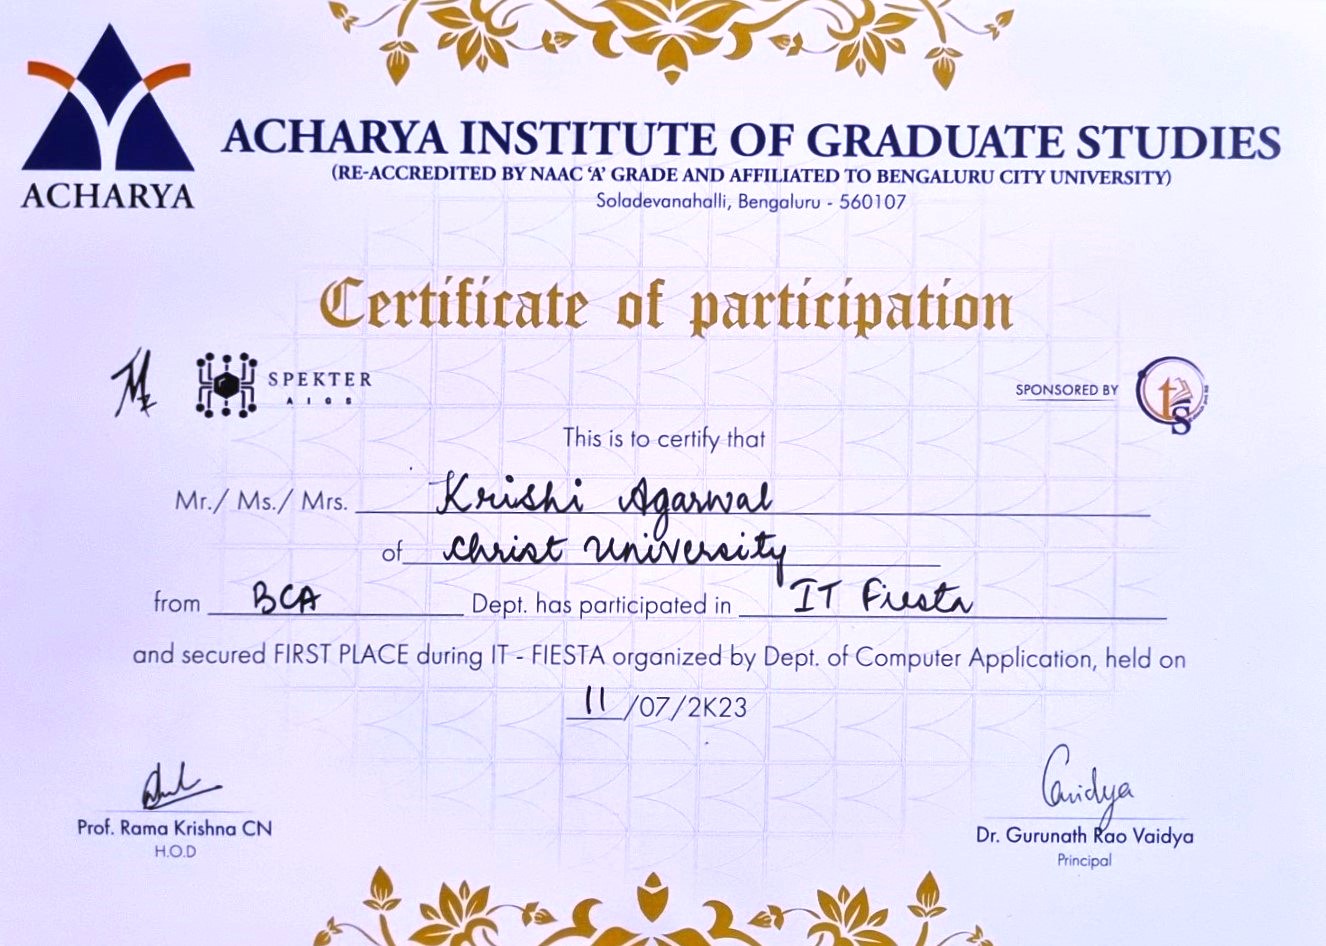 ACHARYA
ACHARYA INSTITUTE OF GRADUATE STUDIES
(RE-ACCREDITED BY NAAC ‘A’ GRADE AND AFFILIATED TO BENGALURU CITY UNIVERSITY)
Soladevanahalli, Bengaluru - 560107
Certificate of participation
SPEKTER
AIGS
SPONSORED BY
ts
This is to certify that
Mr./ Ms./ Mrs. Krishi Agarwal
of Christ University
from BCA Dept. has participated in IT Fiesta
and secured FIRST PLACE during IT - FIESTA organized by Dept. of Computer Application, held on
11/07/2K23
Prof. Rama Krishna CN
H.O.D
Dr. Gurunath Rao Vaidya
Principal